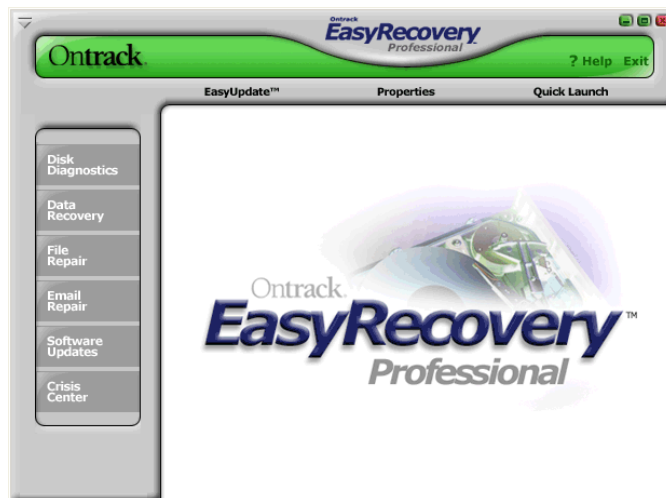 Ontrack
EasyRecovery™
Professional
Ontrack.
? Help Exit
EasyUpdate™ Properties Quick Launch
Disk
Diagnostics
Data
Recovery
File
Repair
Email
Repair
Software
Updates
Crisis
Center
Ontrack.
EasyRecovery™
Professional